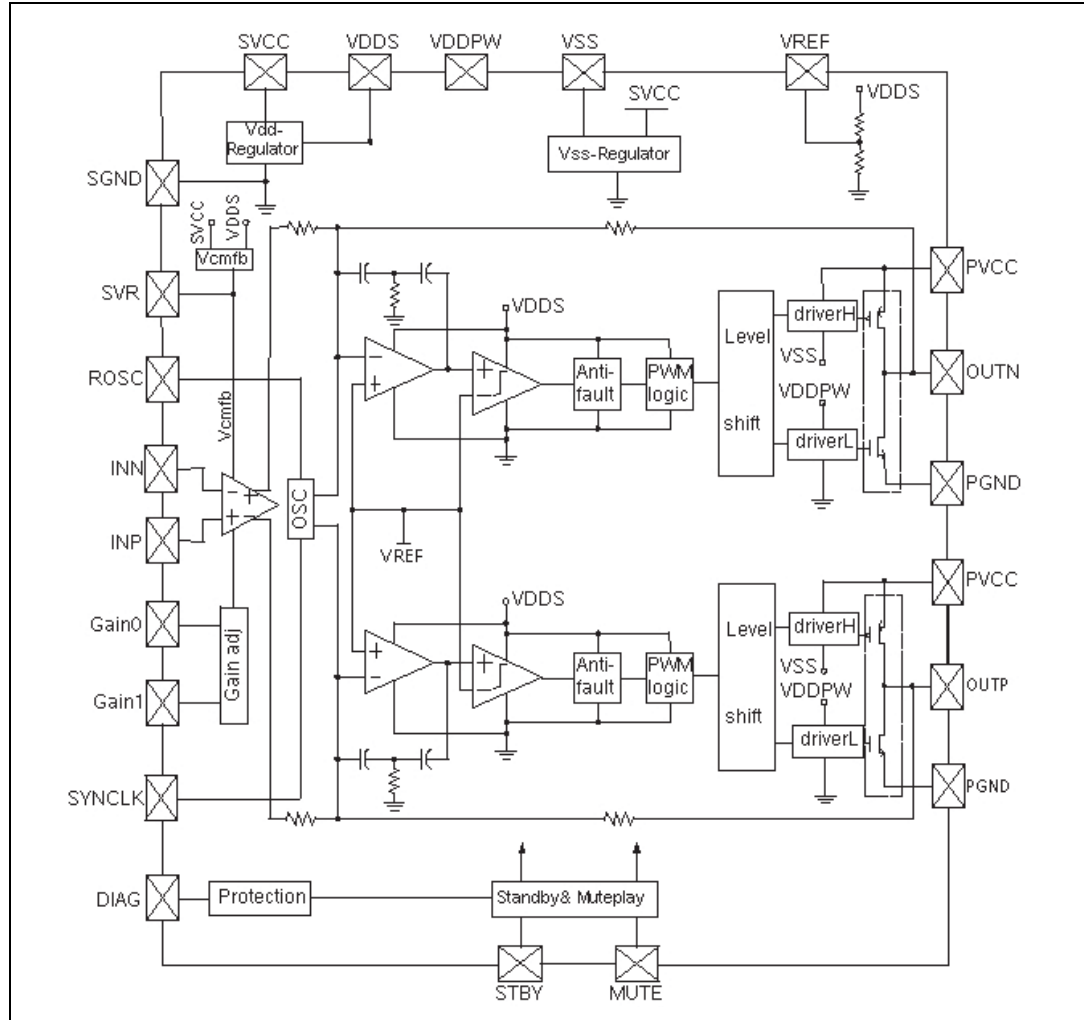 SVCC
VDDS
VDDPW
VSS
VREF
SVCC
VDDS
Vdd-
Regulator
Vss-Regulator
SGND
SVCC
VDDS
Vcmfb
SVR
PVCC
VDDS
driverH
Level
shift
VSS
ROSC
Anti-
fault
PWM
logic
OUTN
VDDPW
Vcmfb
driverL
INN
PGND
OSC
INP
VREF
PVCC
VDDS
Gain0
Gain adj
Level
shift
driverH
Anti-
fault
PWM
logic
VSS
OUTP
VDDPW
Gain1
driverL
SYNCLK
PGND
DIAG
Protection
Standby& Muteplay
STBY
MUTE